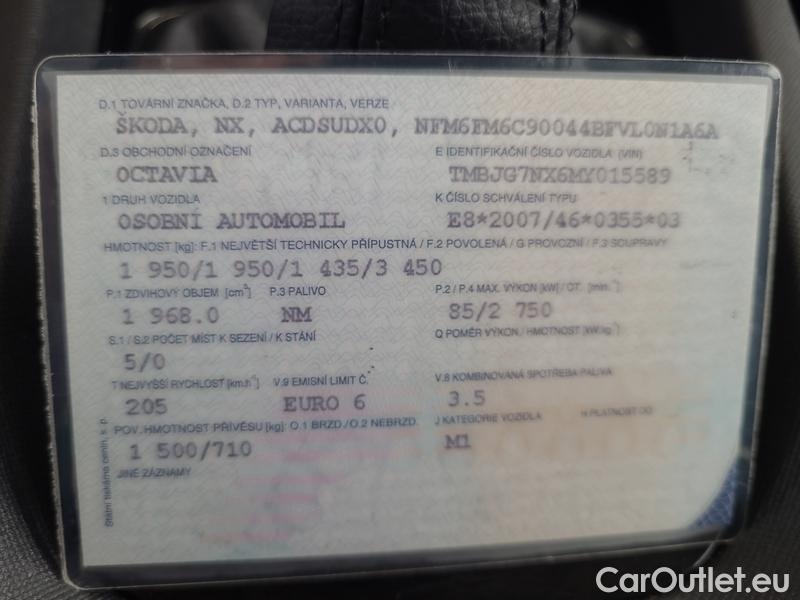 D.1 TOVÁRNÍ ZNAČKA, D.2 TYP, VARIANTA, VERZE
ŠKODA, NX, ACDSUDX0, NFM6FM6C90044BFVL0N1A6A
D.3 OBCHODNÍ OZNAČENÍ E IDENTIFIKAČNÍ ČÍSLO VOZIDLA (VIN)
OCTAVIA TMBJG7NX6MY015589
1 DRUH VOZIDLA K ČÍSLO SCHVÁLENÍ TYPU
OSOBNÍ AUTOMOBIL E8*2007/46*0355*03
HMOTNOST [kg]: F.1 NEJVĚTŠÍ TECHNICKY PŘÍPUSTNÁ / F.2 POVOLENÁ / G PROVOZNÍ / F.3 SOUPRAVY
1 950/1 950/1 435/3 450
P.1 ZDVIHOVÝ OBJEM [cm³] P.3 PALIVO P.2 / P.4 MAX. VÝKON [kW] / OT. [min.⁻¹]
1 968.0 NM 85/2 750
S.1 / S.2 POČET MÍST K SEZENÍ / K STÁNÍ Q POMĚR VÝKON / HMOTNOST [kW.kg⁻¹]
5/0
T NEJVYŠŠÍ RYCHLOST [km.h⁻¹] V.9 EMISNÍ LIMIT Č. V.8 KOMBINOVANÁ SPOTŘEBA PALIVA
205 EURO 6 3.5
POV. HMOTNOST PŘÍVĚSU [kg]: O.1 BRZD. / O.2 NEBRZD. J KATEGORIE VOZIDLA H PLATNOST DO
1 500/710 M1
JINÉ ZÁZNAMY
Státní tiskárna cenin, s. p.
CarOutlet.eu